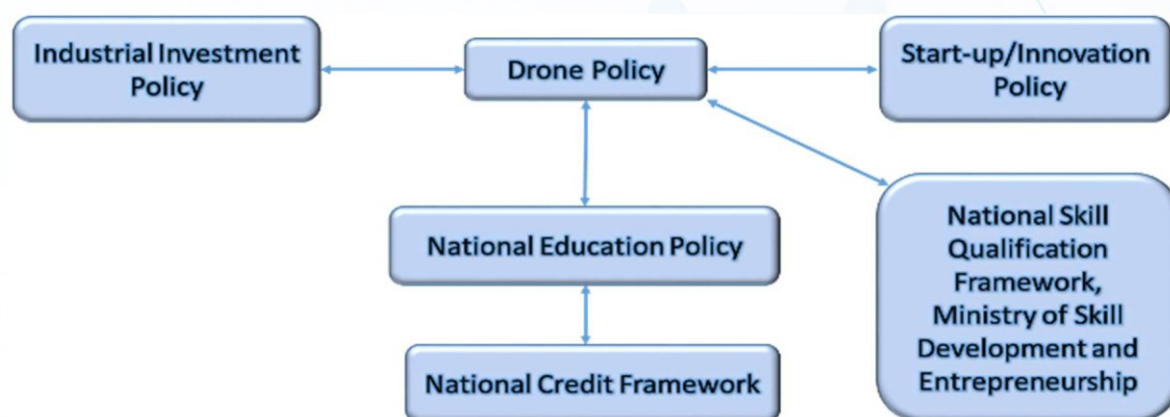 Industrial Investment
Policy
Drone Policy
Start-up/Innovation
Policy
National Education Policy
National Skill
Qualification
Framework,
Ministry of Skill
Development and
Entrepreneurship
National Credit Framework